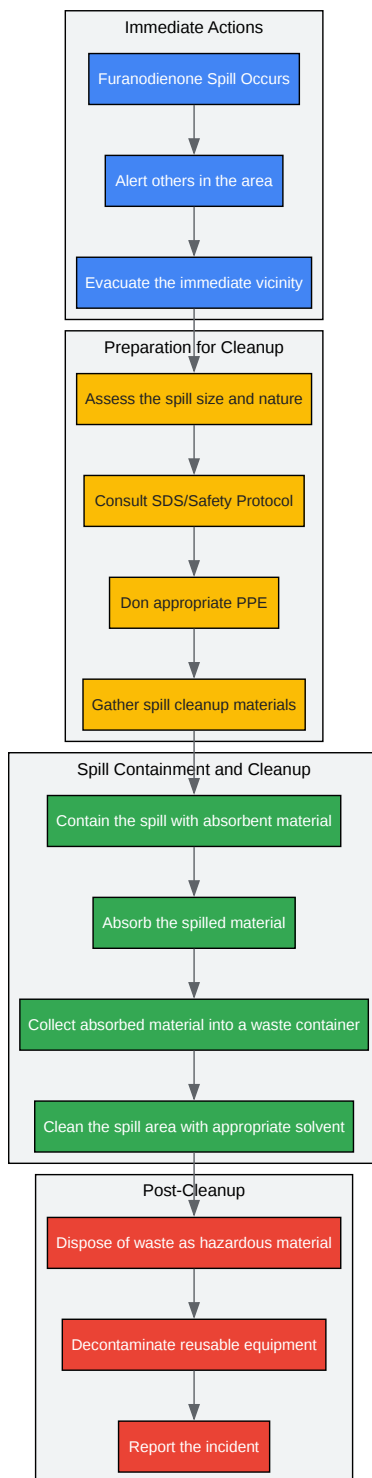 Immediate Actions
Furanodienone Spill Occurs
Alert others in the area
Evacuate the immediate vicinity
Preparation for Cleanup
Assess the spill size and nature
Consult SDS/Safety Protocol
Don appropriate PPE
Gather spill cleanup materials
Spill Containment and Cleanup
Contain the spill with absorbent material
Absorb the spilled material
Collect absorbed material into a waste container
Clean the spill area with appropriate solvent
Post-Cleanup
Dispose of waste as hazardous material
Decontaminate reusable equipment
Report the incident